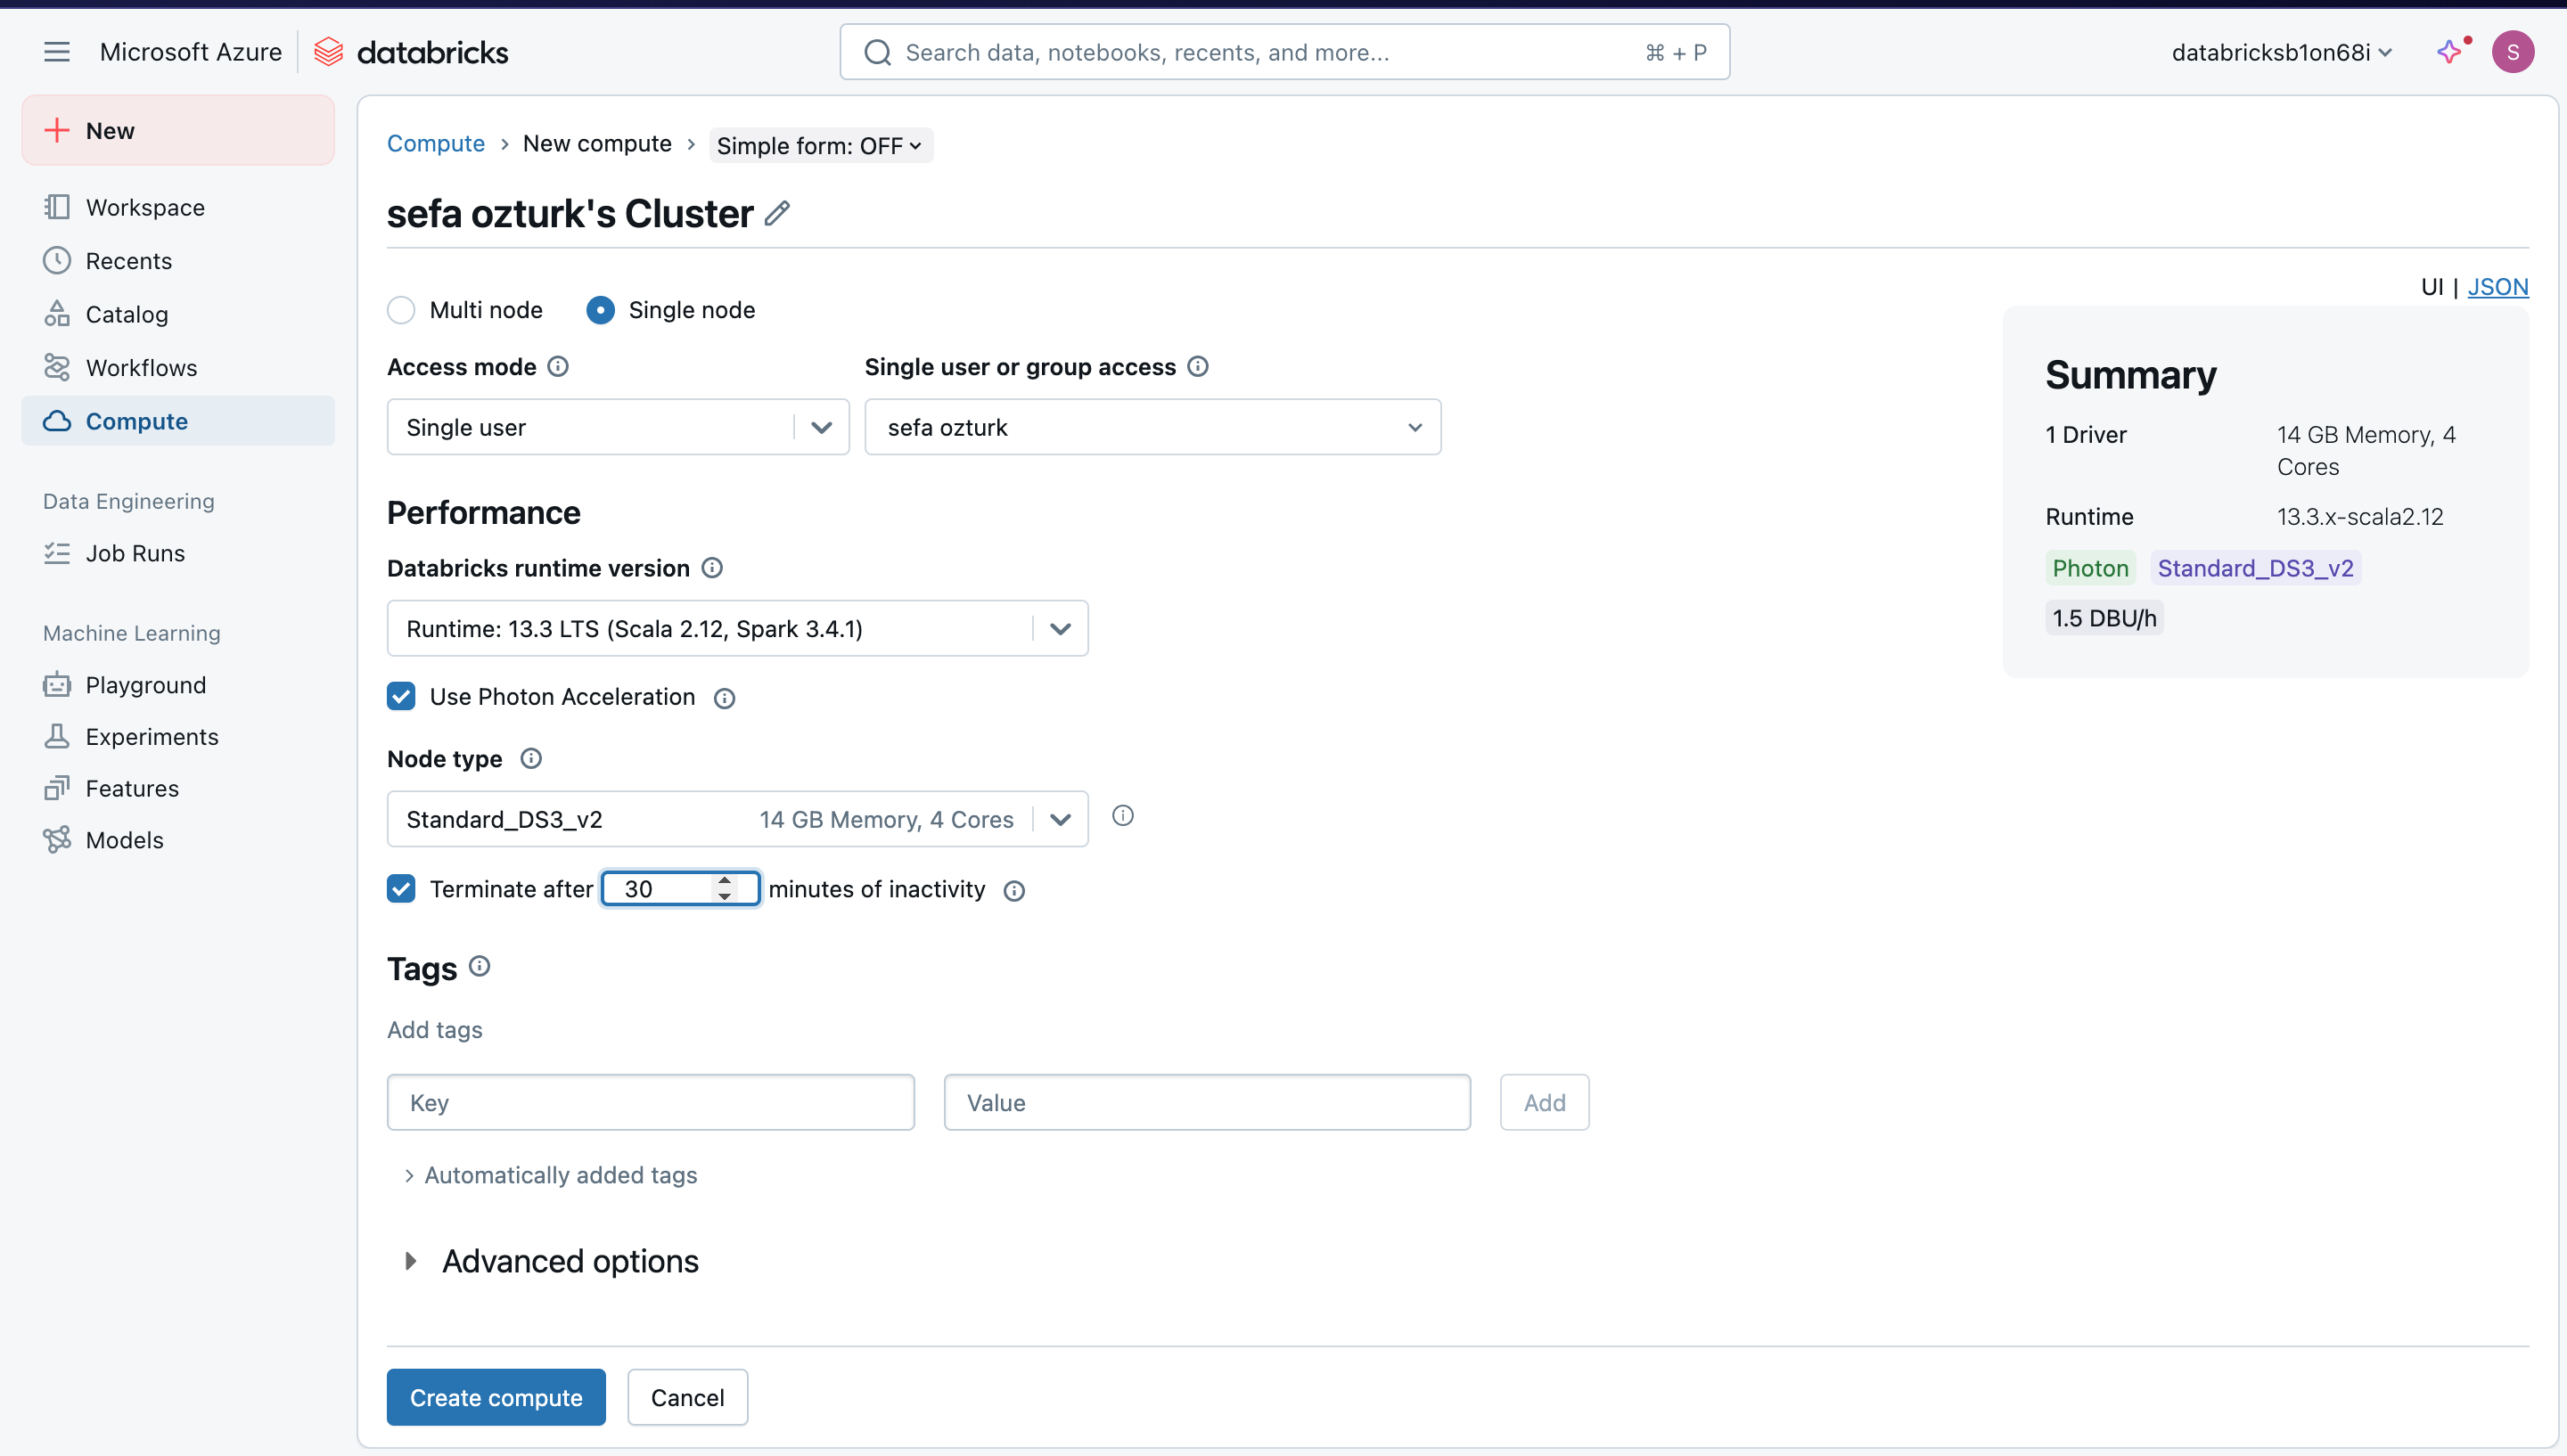 Microsoft Azure databricks
Search data, notebooks, recents, and more... ⌘ + P
databricksb1on68i
S
New
Workspace
Recents
Catalog
Workflows
Compute
Data Engineering
Job Runs
Machine Learning
Playground
Experiments
Features
Models
Compute › New compute › Simple form: OFF
sefa ozturk's Cluster
UI | JSON
Multi node Single node
Access mode Single user or group access
Single user sefa ozturk
Performance
Databricks runtime version
Runtime: 13.3 LTS (Scala 2.12, Spark 3.4.1)
Use Photon Acceleration
Node type
Standard_DS3_v2 14 GB Memory, 4 Cores
Terminate after 30 minutes of inactivity
Tags
Add tags
Key Value Add
Automatically added tags
Advanced options
Create compute Cancel
Summary
1 Driver 14 GB Memory, 4
Cores
Runtime 13.3.x-scala2.12
Photon Standard_DS3_v2
1.5 DBU/h